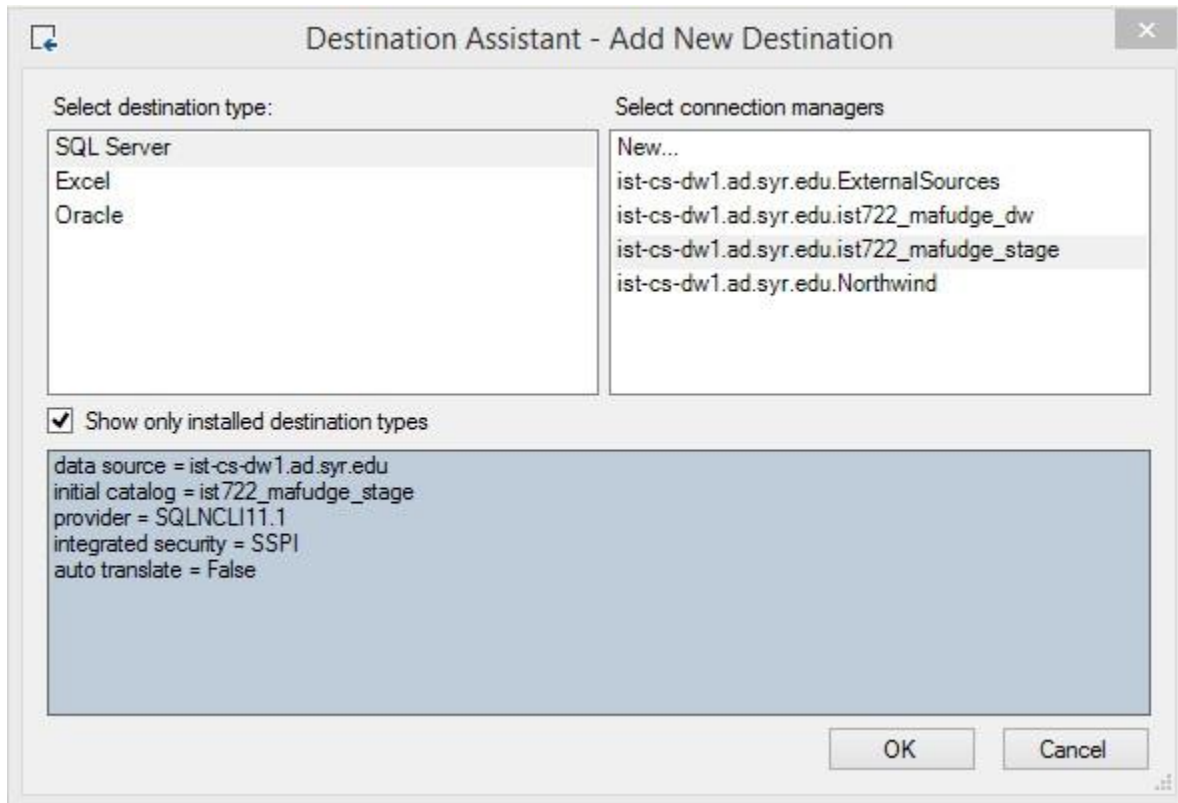 Destination Assistant - Add New Destination
Select destination type:
SQL Server
Excel
Oracle
Select connection managers
New...
ist-cs-dw1.ad.syr.edu.ExternalSources
ist-cs-dw1.ad.syr.edu.ist722_mafudge_dw
ist-cs-dw1.ad.syr.edu.ist722_mafudge_stage
ist-cs-dw1.ad.syr.edu.Northwind
Show only installed destination types
data source = ist-cs-dw1.ad.syr.edu
initial catalog = ist722_mafudge_stage
provider = SQLNCLI11.1
integrated security = SSPI
auto translate = False
OK
Cancel